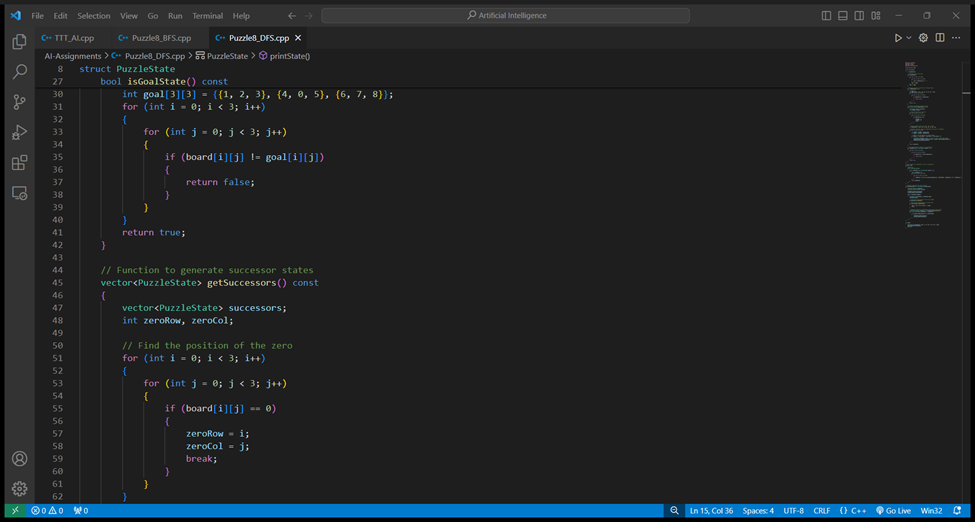 File Edit Selection View Go Run Terminal Help
Artificial Intelligence
C++ TTT_AI.cpp C++ Puzzle8_BFS.cpp C++ Puzzle8_DFS.cpp
AI-Assignments > C++ Puzzle8_DFS.cpp > PuzzleState > printState()
8 struct PuzzleState
27 bool isGoalState() const
30 int goal[3][3] = {{1, 2, 3}, {4, 0, 5}, {6, 7, 8}};
31 for (int i = 0; i < 3; i++)
32 {
33 for (int j = 0; j < 3; j++)
34 {
35 if (board[i][j] != goal[i][j])
36 {
37 return false;
38 }
39 }
40 }
41 return true;
42 }
43
44 // Function to generate successor states
45 vector<PuzzleState> getSuccessors() const
46 {
47 vector<PuzzleState> successors;
48 int zeroRow, zeroCol;
49
50 // Find the position of the zero
51 for (int i = 0; i < 3; i++)
52 {
53 for (int j = 0; j < 3; j++)
54 {
55 if (board[i][j] == 0)
56 {
57 zeroRow = i;
58 zeroCol = j;
59 break;
60 }
61 }
62 }
0 0 0 Ln 15, Col 36 Spaces: 4 UTF-8 CRLF {} C++ Go Live Win32